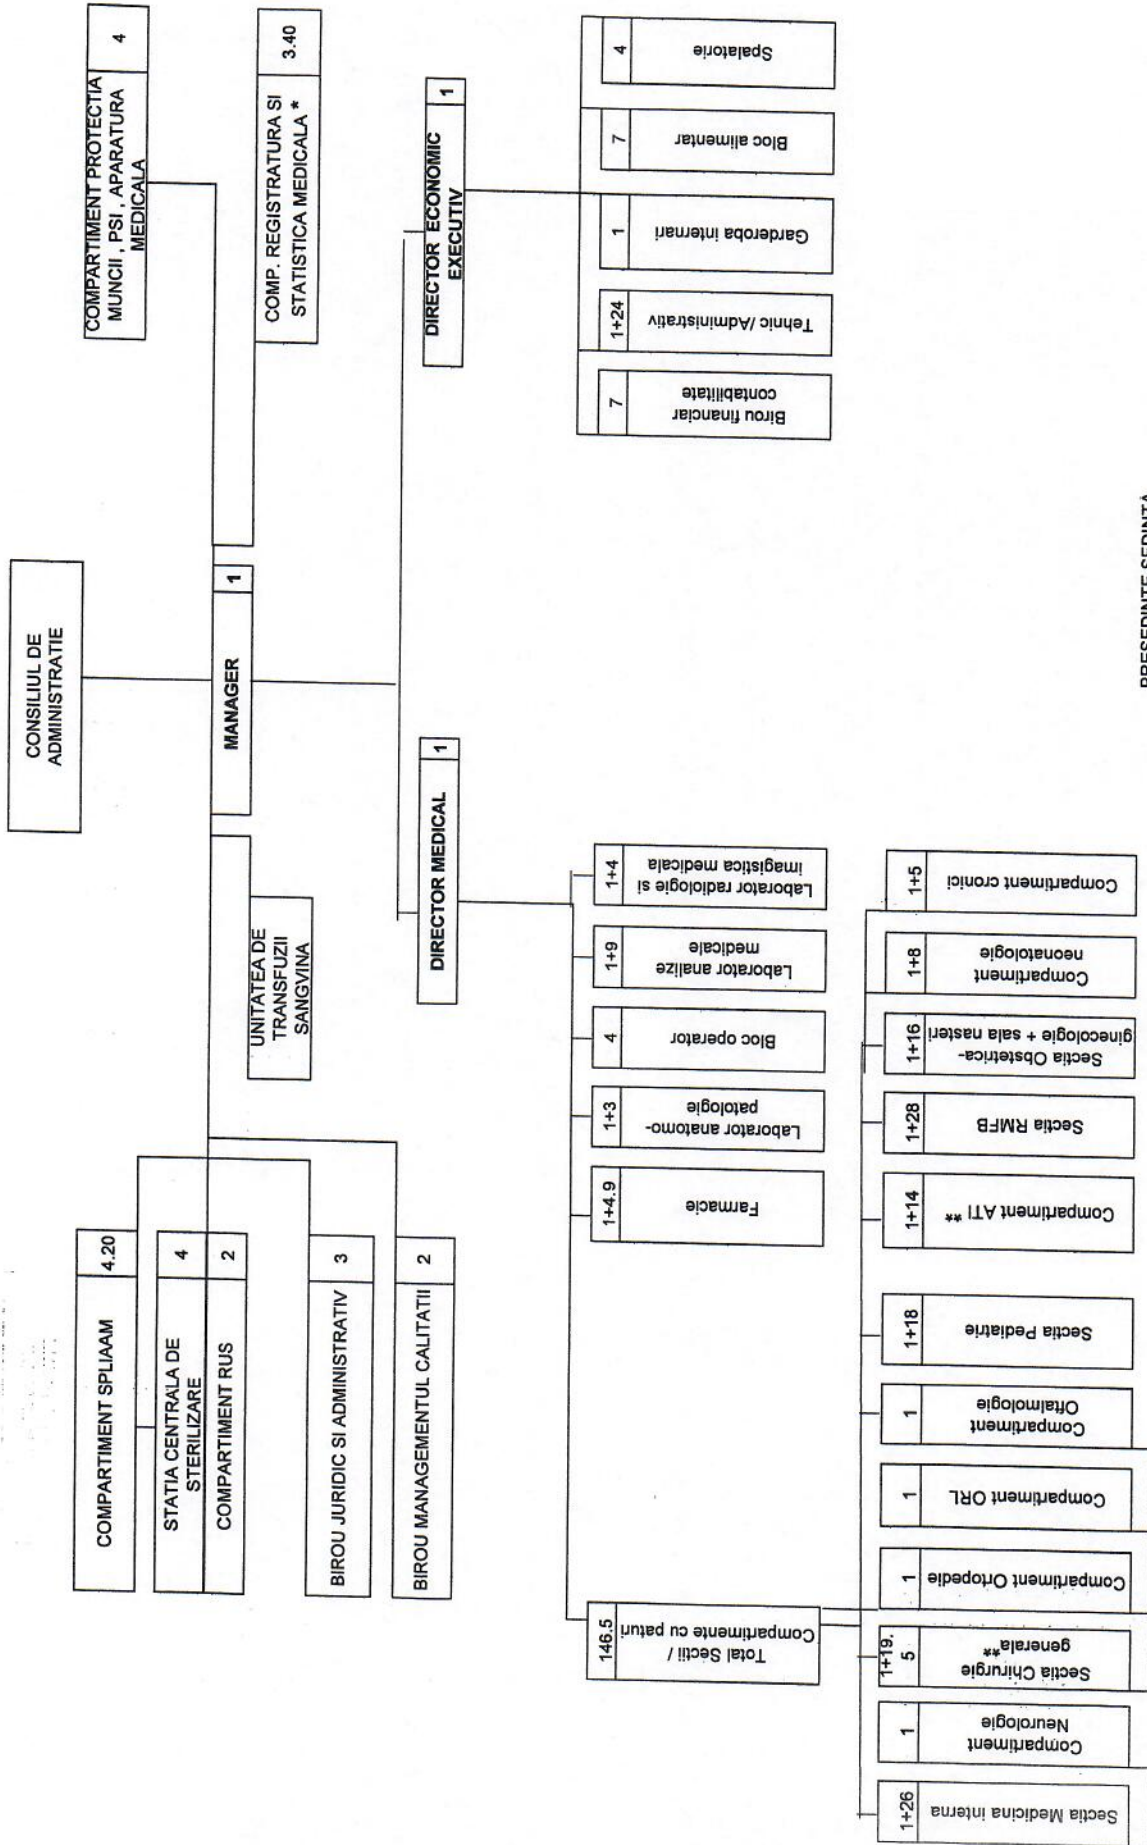 CONSILIUL DE
ADMINISTRATIE
COMPARTIMENT PROTECTIA
MUNCII , PSI , APARATURA
MEDICALA
4
COMP. REGISTRATURA SI
STATISTICA MEDICALA *
3.40
MANAGER
1
UNITATEA DE
TRANSFUZII
SANGVINA
COMPARTIMENT SPLIAAM
4.20
STATIA CENTRALA DE
STERILIZARE
4
COMPARTIMENT RUS
2
BIROU JURIDIC SI ADMINISTRATIV
3
BIROU MANAGEMENTUL CALITATII
2
DIRECTOR MEDICAL
1
DIRECTOR ECONOMIC
EXECUTIV
1
146.5
Total Sectii /
Compartimente cu paturi
1+4.9
Farmacie
1+3
Laborator anatomo-
patologie
4
Bloc operator
1+9
Laborator analize
medicale
1+4
Laborator radiologie si
imagistica medicala
7
Birou financiar
contabilitate
1+24
Tehnic /Administrativ
1
Garderoba internari
7
Bloc alimentar
4
Spalatorie
1+26
Sectia Medicina interna
1
Compartiment
Neurologie
1+19.
5
Sectia Chirurgie
generala**
1
Compartiment Ortopedie
1
Compartiment ORL
1
Compartiment
Oftalmologie
1+18
Sectia Pediatrie
1+14
Compartiment ATI **
1+28
Sectia RMFB
1+16
Sectia Obstetrica-
ginecologie + sala nasteri
1+8
Compartiment
neonatologie
1+5
Compartiment cronici
PRESEDINTE SEDINTĂ